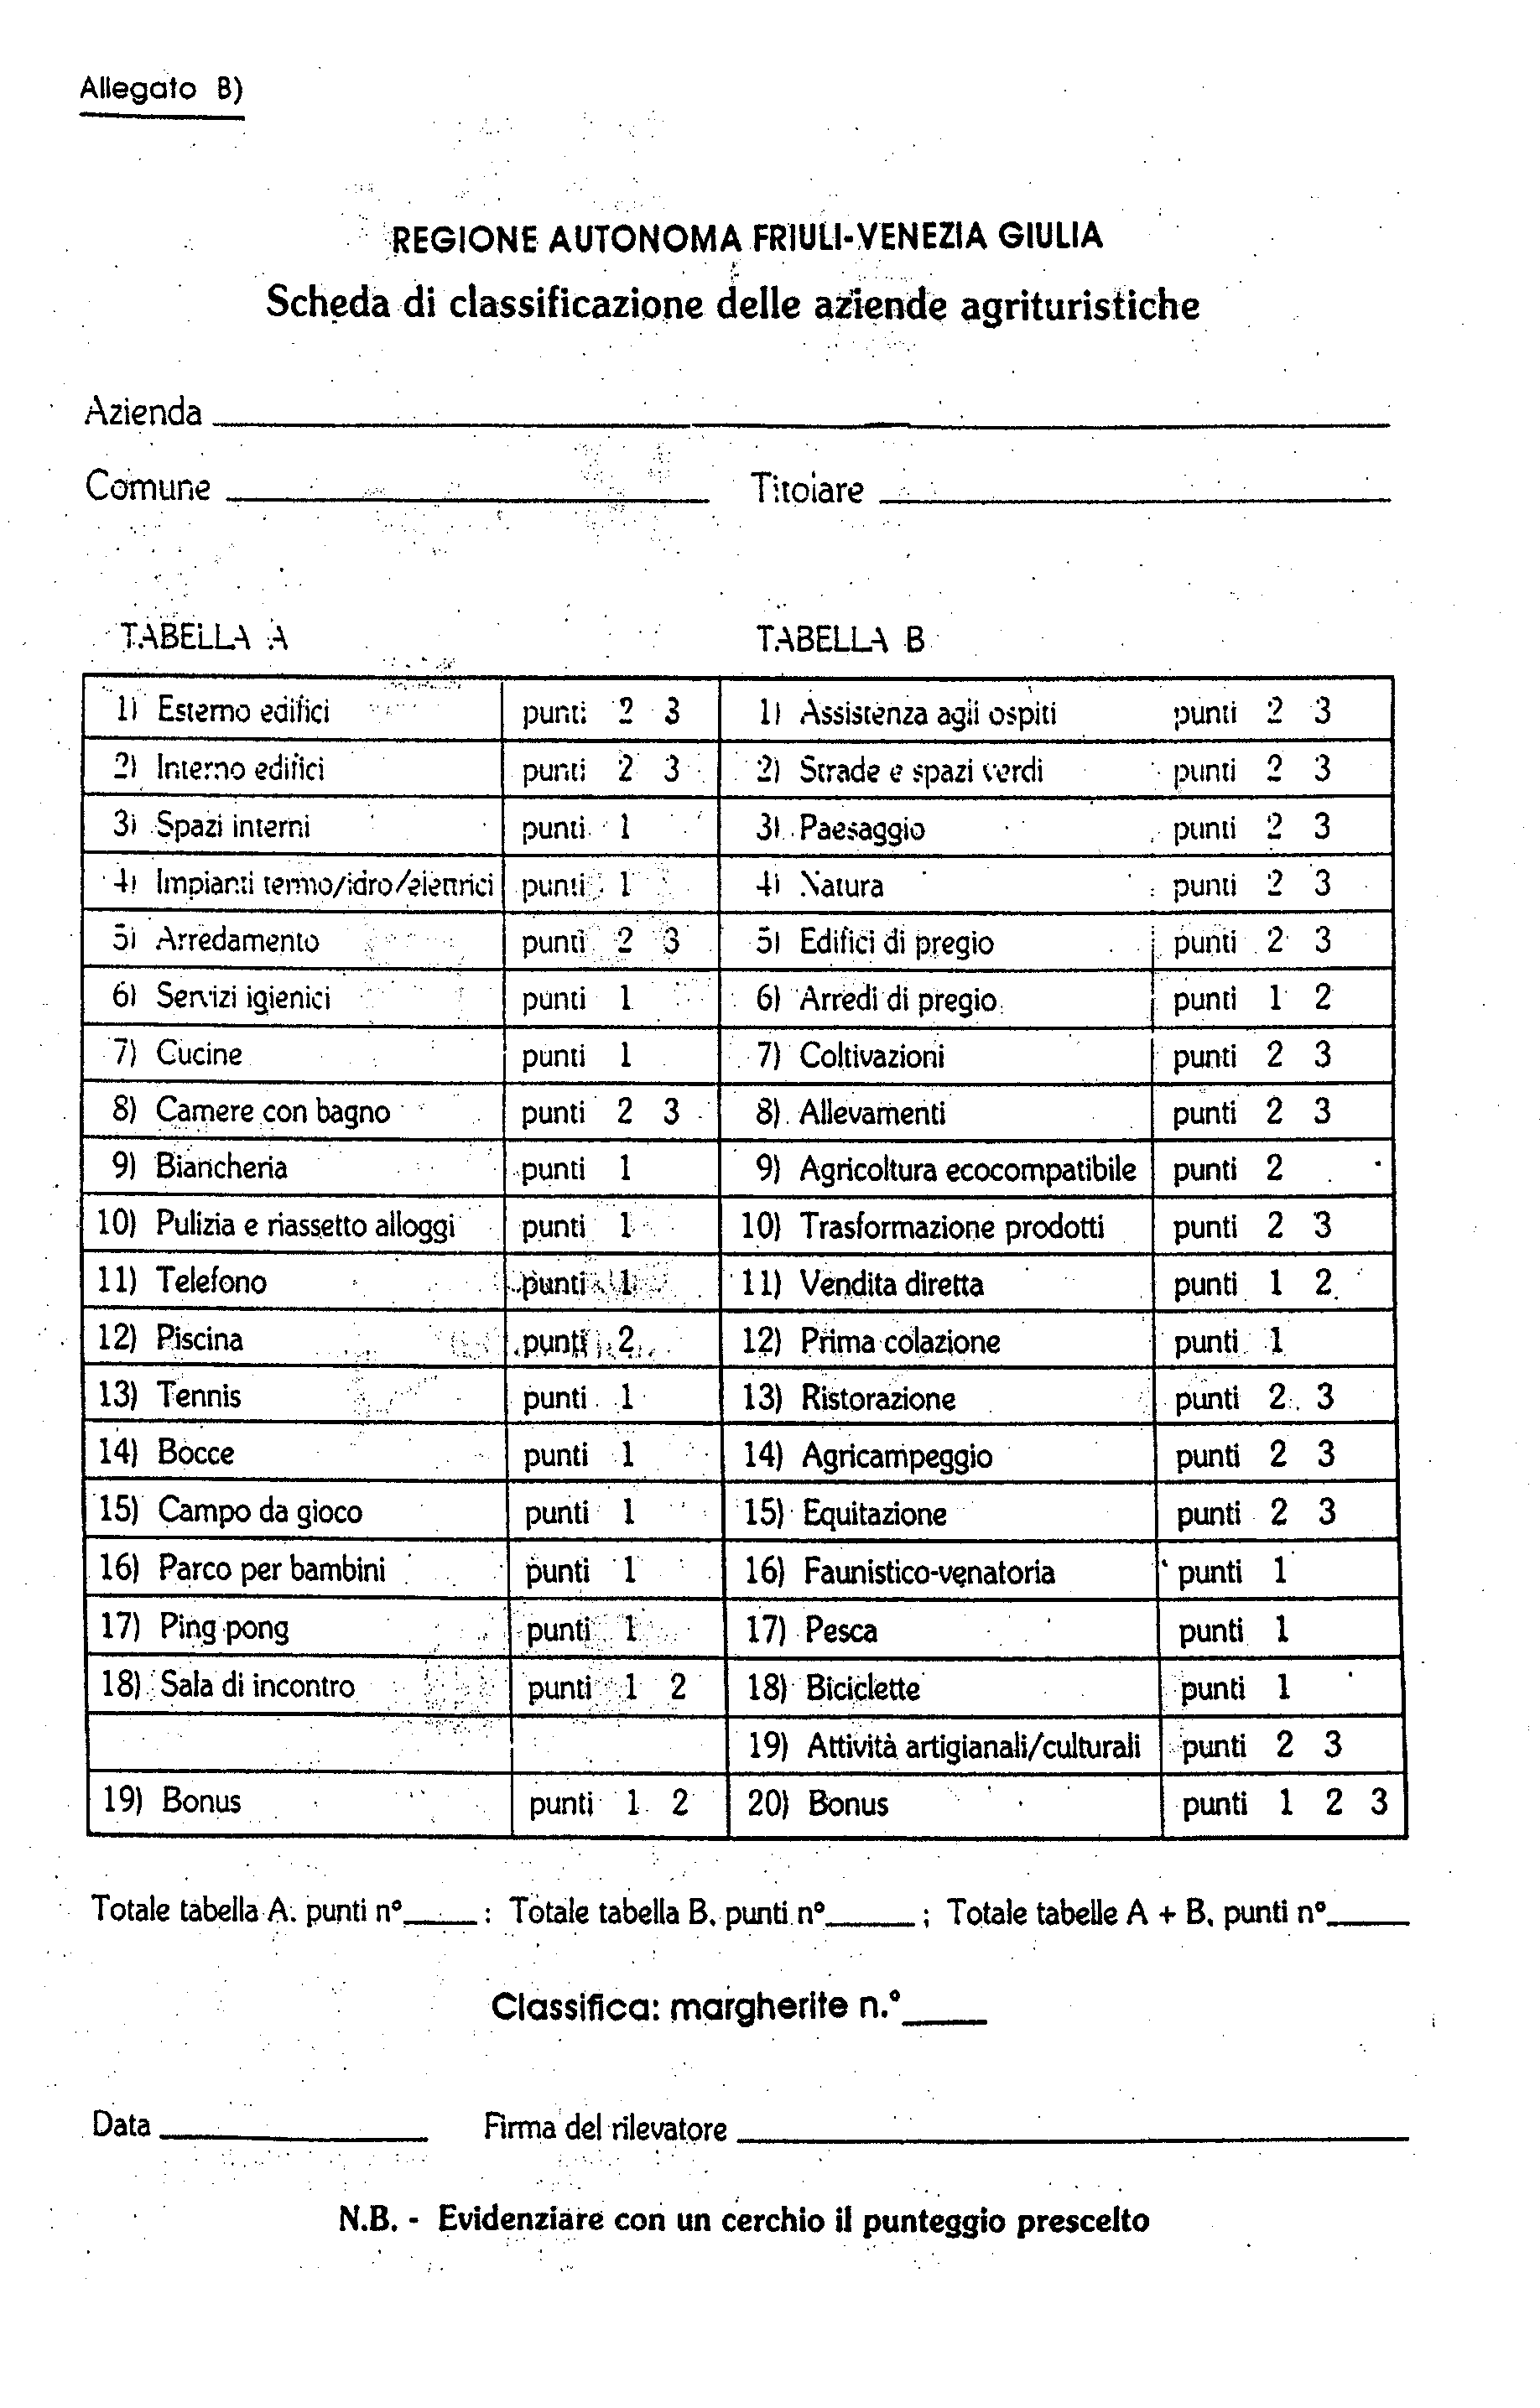 Allegato B)
REGIONE AUTONOMA FRIULI-VENEZIA GIULIA
Scheda di classificazione delle aziende agrituristiche
Azienda
Comune Titolare
TABELLA A TABELLA B
1) Esterno edifici punti 2 3 1) Assistenza agli ospiti punti 2 3
2) Interno edifici punti 2 3 2) Strade e spazi verdi punti 2 3
3) Spazi interni punti 1 3) Paesaggio punti 2 3
4) Impianti termo/idro/elettrici punti 1 4) Natura punti 2 3
5) Arredamento punti 2 3 5) Edifici di pregio punti 2 3
6) Servizi igienici punti 1 6) Arredi di pregio punti 1 2
7) Cucine punti 1 7) Coltivazioni punti 2 3
8) Camere con bagno punti 2 3 8) Allevamenti punti 2 3
9) Biancheria punti 1 9) Agricoltura ecocompatibile punti 2
10) Pulizia e riassetto alloggi punti 1 10) Trasformazione prodotti punti 2 3
11) Telefono punti 1 11) Vendita diretta punti 1 2
12) Piscina punti 2 12) Prima colazione punti 1
13) Tennis punti 1 13) Ristorazione punti 2 3
14) Bocce punti 1 14) Agricampeggio punti 2 3
15) Campo da gioco punti 1 15) Equitazione punti 2 3
16) Parco per bambini punti 1 16) Faunistico-venatoria punti 1
17) Ping pong punti 1 17) Pesca punti 1
18) Sala di incontro punti 1 2 18) Biciclette punti 1
19) Attività artigianali/culturali punti 2 3
19) Bonus punti 1 2 20) Bonus punti 1 2 3
Totale tabella A. punti n° ; Totale tabella B. punti n° ; Totale tabelle A + B. punti n°
Classifica: margherite n.°
Data Firma del rilevatore
N.B. - Evidenziare con un cerchio il punteggio prescelto